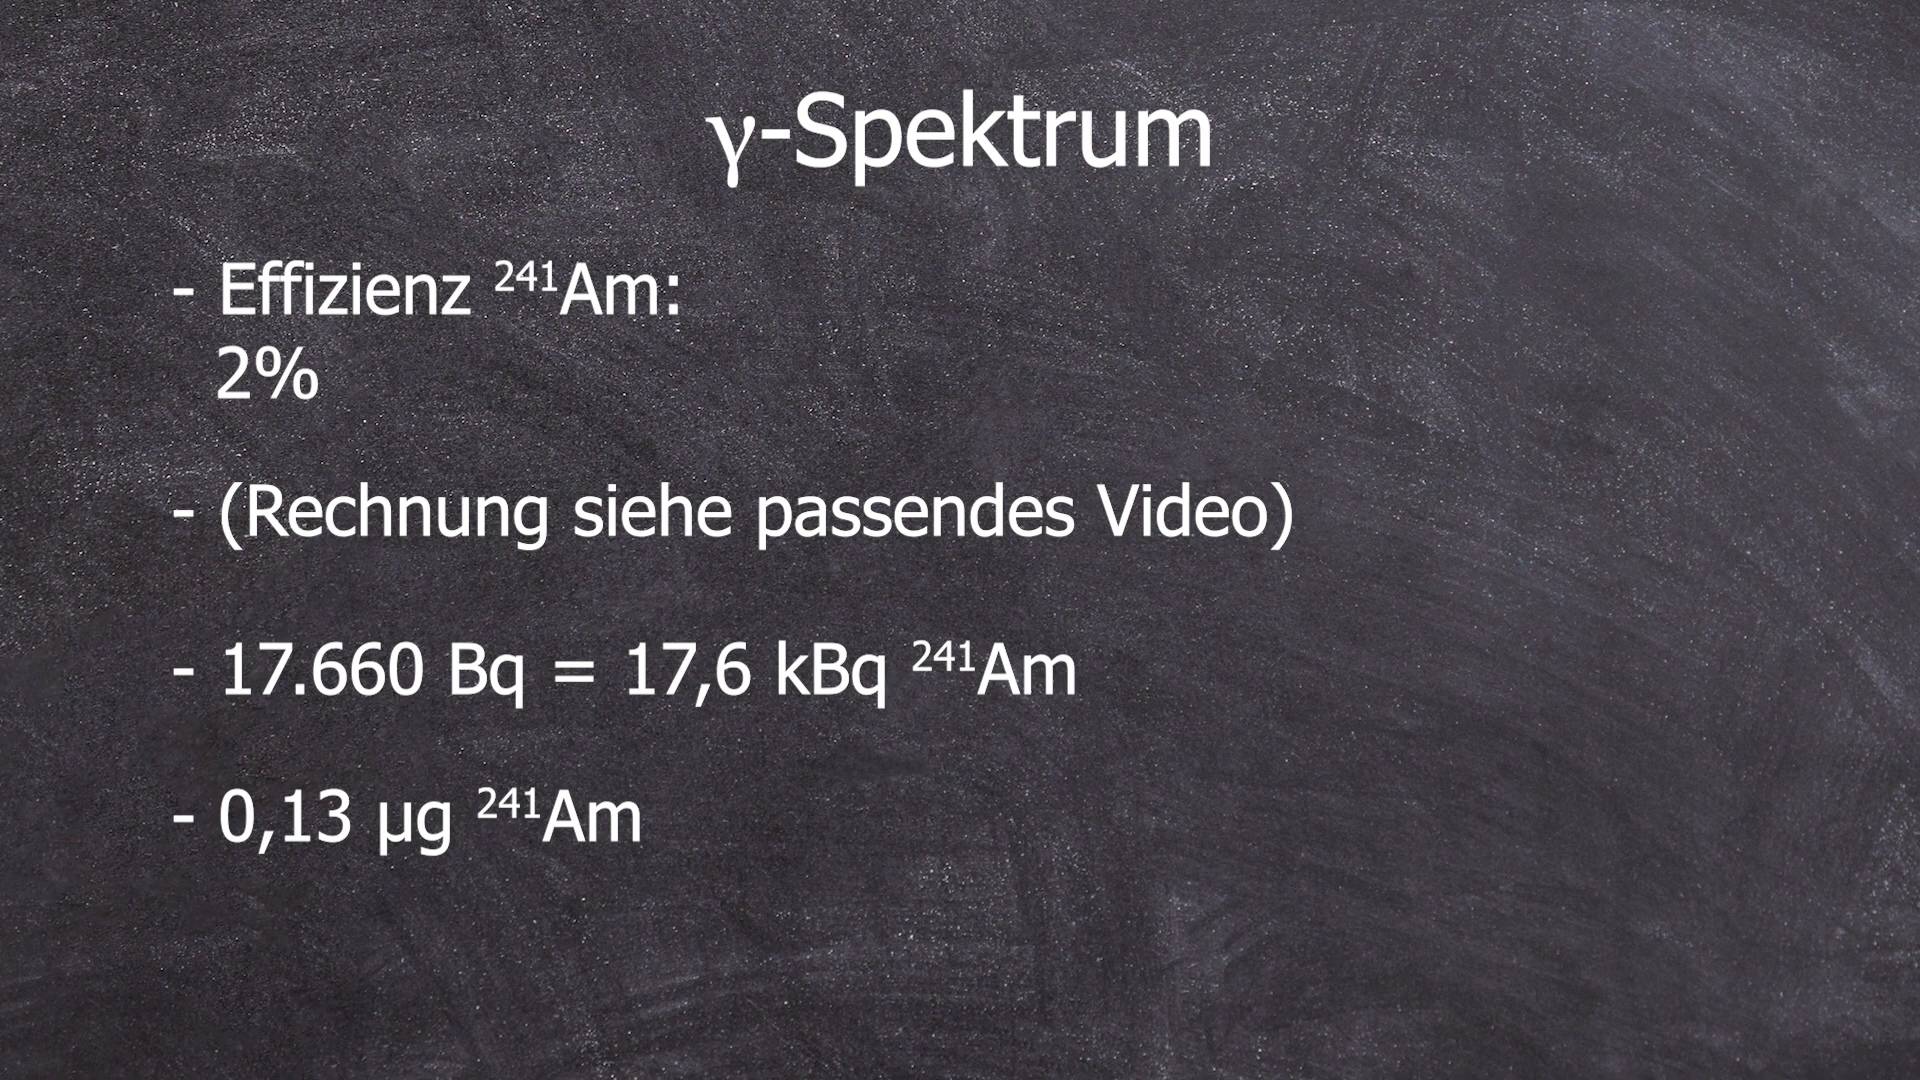 γ-Spektrum
- Effizienz ²⁴¹Am:
2%
- (Rechnung siehe passendes Video)
- 17.660 Bq = 17,6 kBq ²⁴¹Am
- 0,13 µg ²⁴¹Am